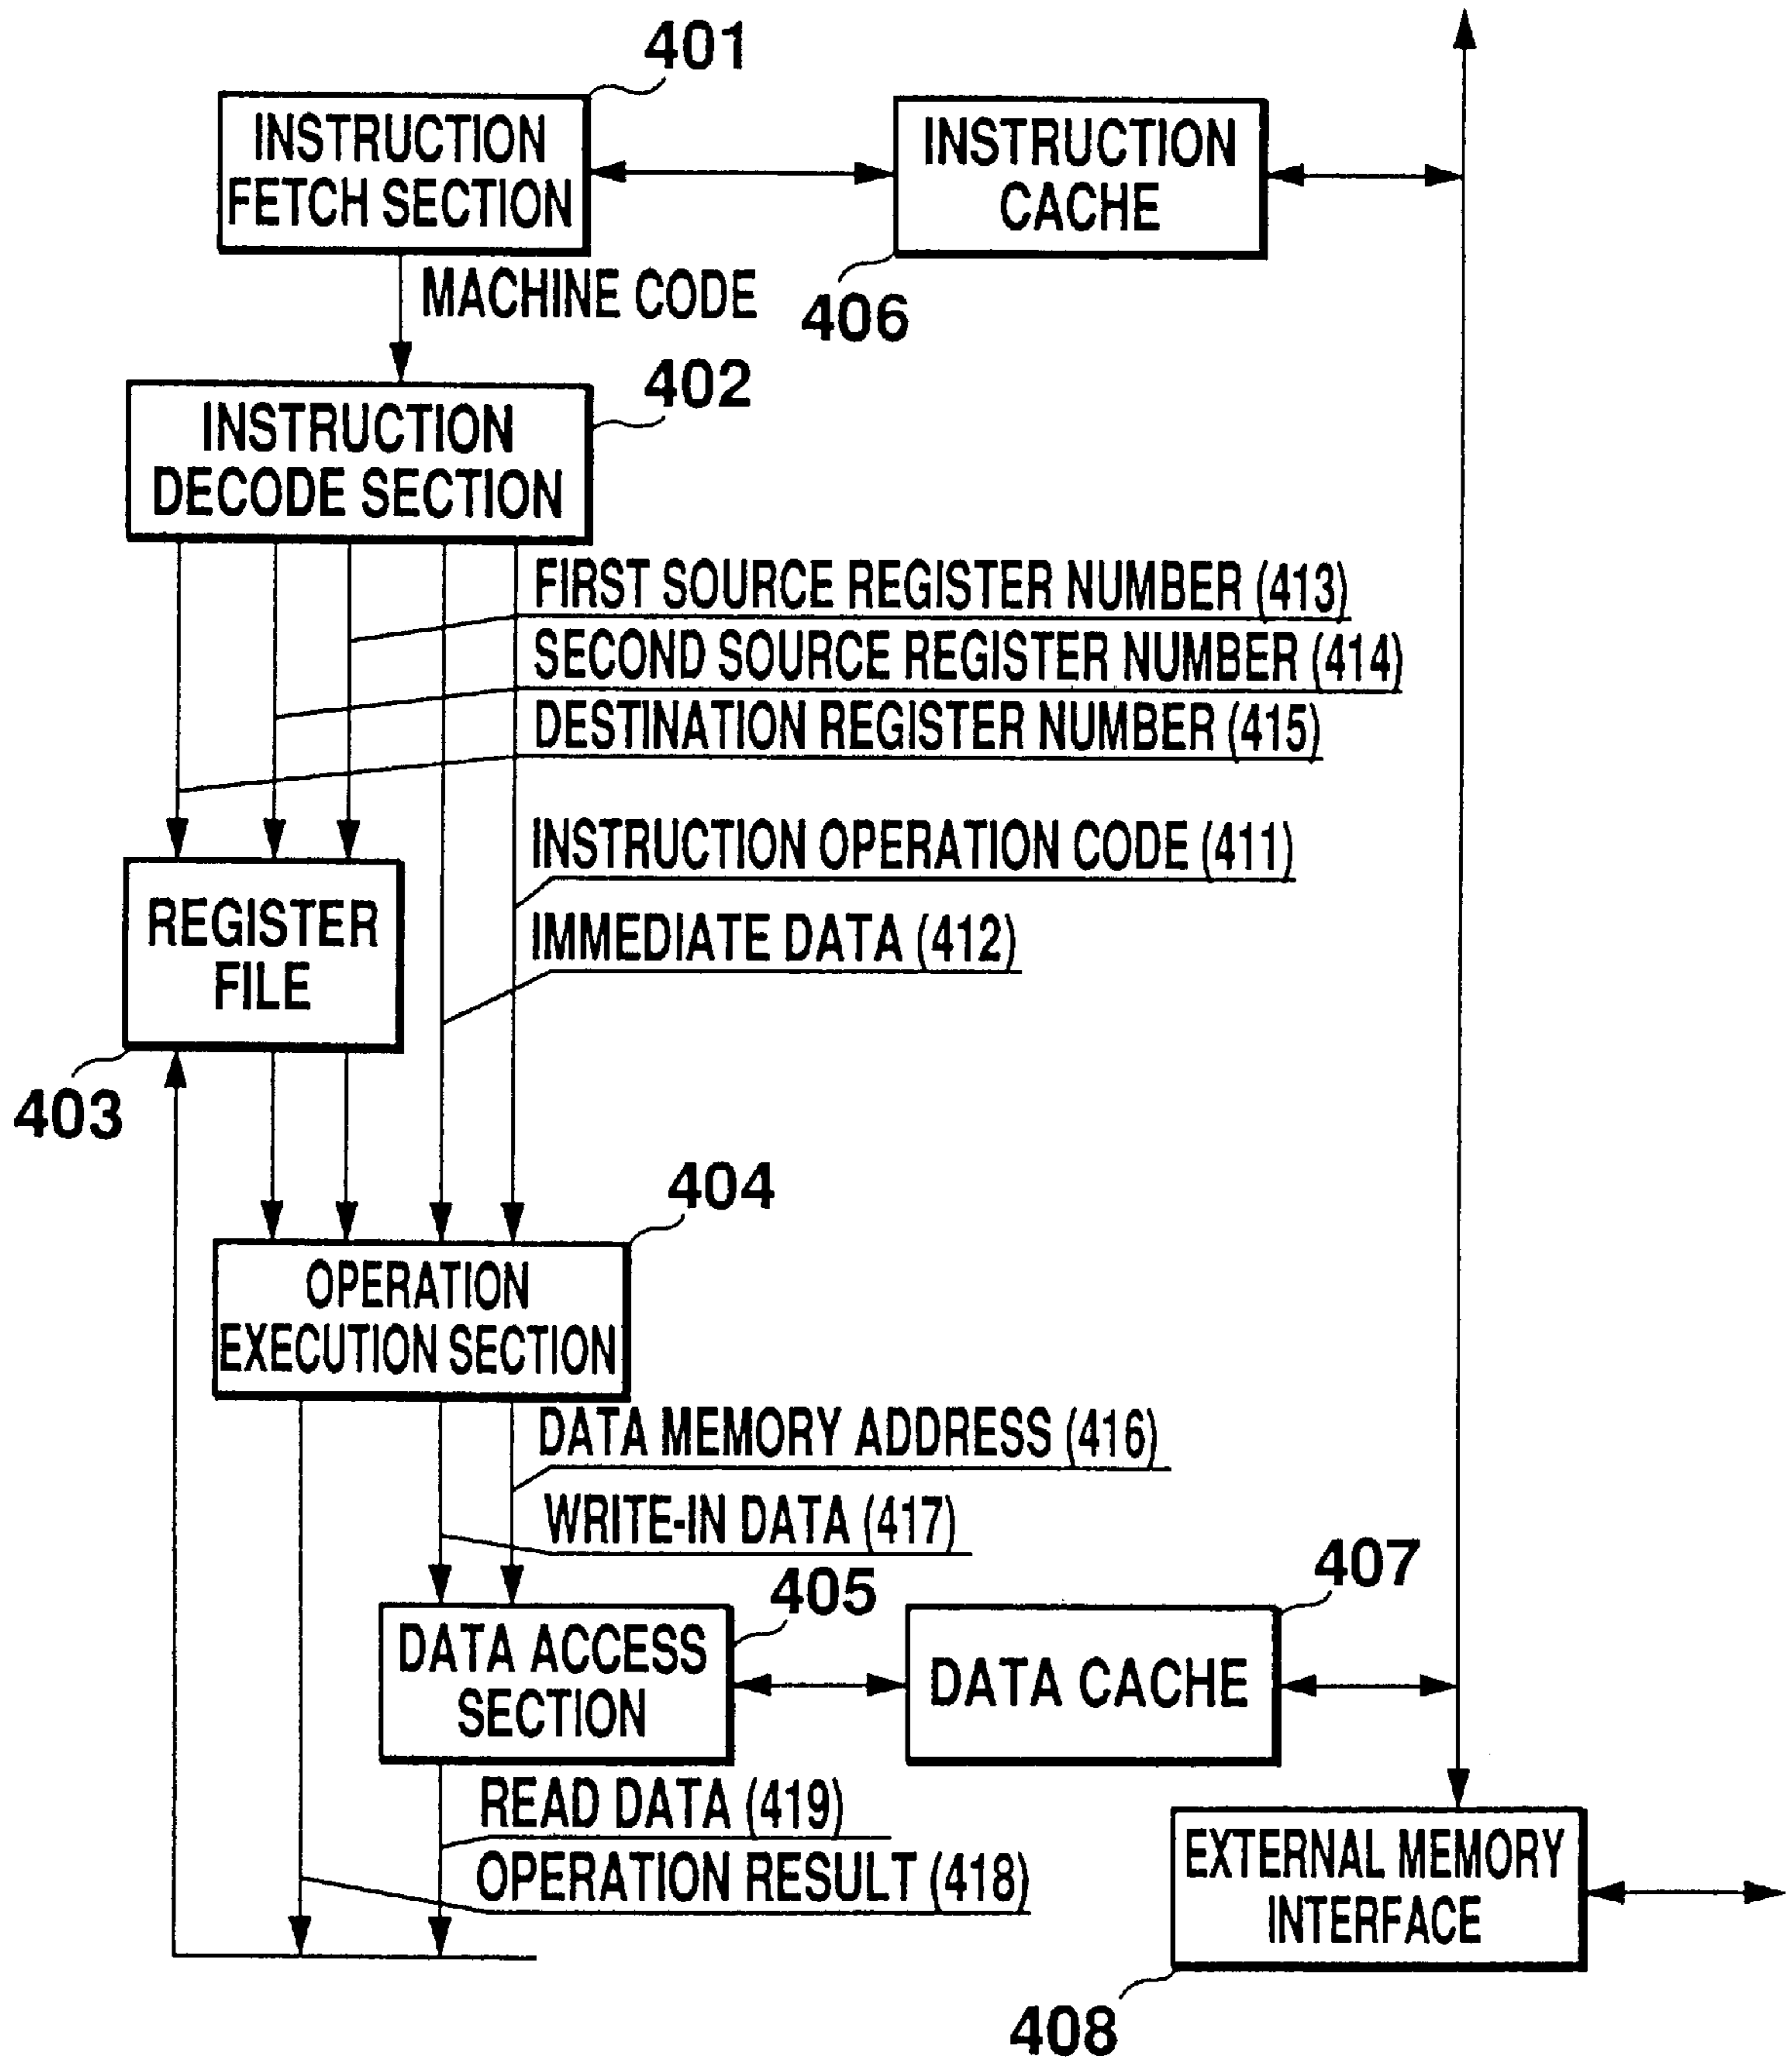 401
INSTRUCTION
FETCH SECTION
INSTRUCTION
CACHE
MACHINE CODE
406
402
INSTRUCTION
DECODE SECTION
FIRST SOURCE REGISTER NUMBER (413)
SECOND SOURCE REGISTER NUMBER (414)
DESTINATION REGISTER NUMBER (415)
INSTRUCTION OPERATION CODE (411)
REGISTER
FILE
IMMEDIATE DATA (412)
403
404
OPERATION
EXECUTION SECTION
DATA MEMORY ADDRESS (416)
WRITE-IN DATA (417)
405
407
DATA ACCESS
SECTION
DATA CACHE
READ DATA (419)
OPERATION RESULT (418)
EXTERNAL MEMORY
INTERFACE
408